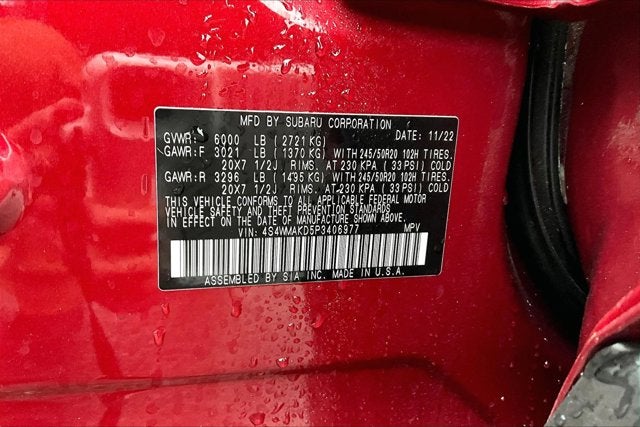 MFD BY SUBARU CORPORATION
GVWR: 6000 LB (2721 KG) DATE: 11/22
GAWR: F 3021 LB (1370 KG) WITH 245/50R20 102H TIRES.
20X7 1/2J RIMS. AT 230 KPA (33 PSI) COLD
GAWR: R 3296 LB (1495 KG) WITH 245/50R20 102H TIRES.
20X7 1/2J RIMS. AT 230 KPA (33 PSI) COLD
THIS VEHICLE CONFORMS TO ALL APPLICABLE FEDERAL MOTOR
VEHICLE SAFETY AND THEFT PREVENTION STANDARDS
IN EFFECT ON THE DATE OF MANUFACTURE SHOWN ABOVE.
VIN: 4S4WMAKD5P3406977 MPV
ASSEMBLED BY SIA INC. MADE IN U.S.A.